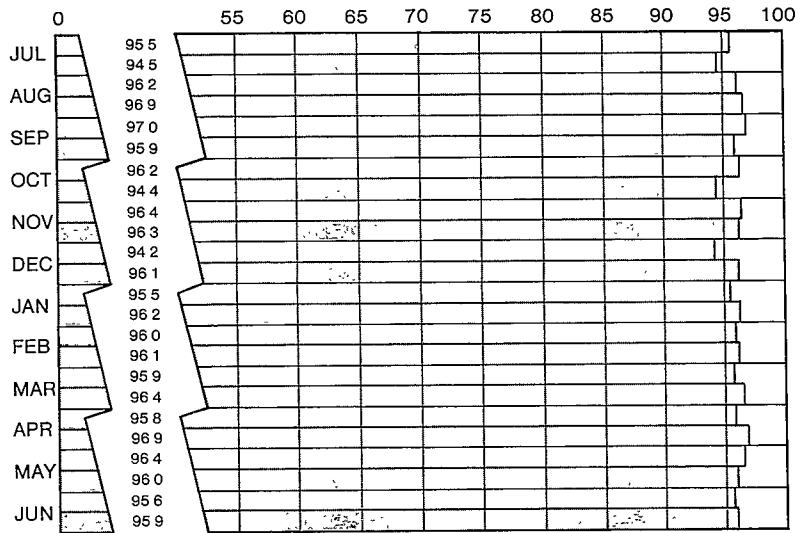 0 55 60 65 70 75 80 85 90 95 100
JUL
95 5
94 5
AUG
96 2
96 9
SEP
97 0
95 9
OCT
96 2
94 4
NOV
96 4
96 3
DEC
94 2
96 1
JAN
95 5
96 2
FEB
96 0
96 1
MAR
95 9
96 4
APR
95 8
96 9
MAY
96 4
96 0
JUN
95 6
95 9